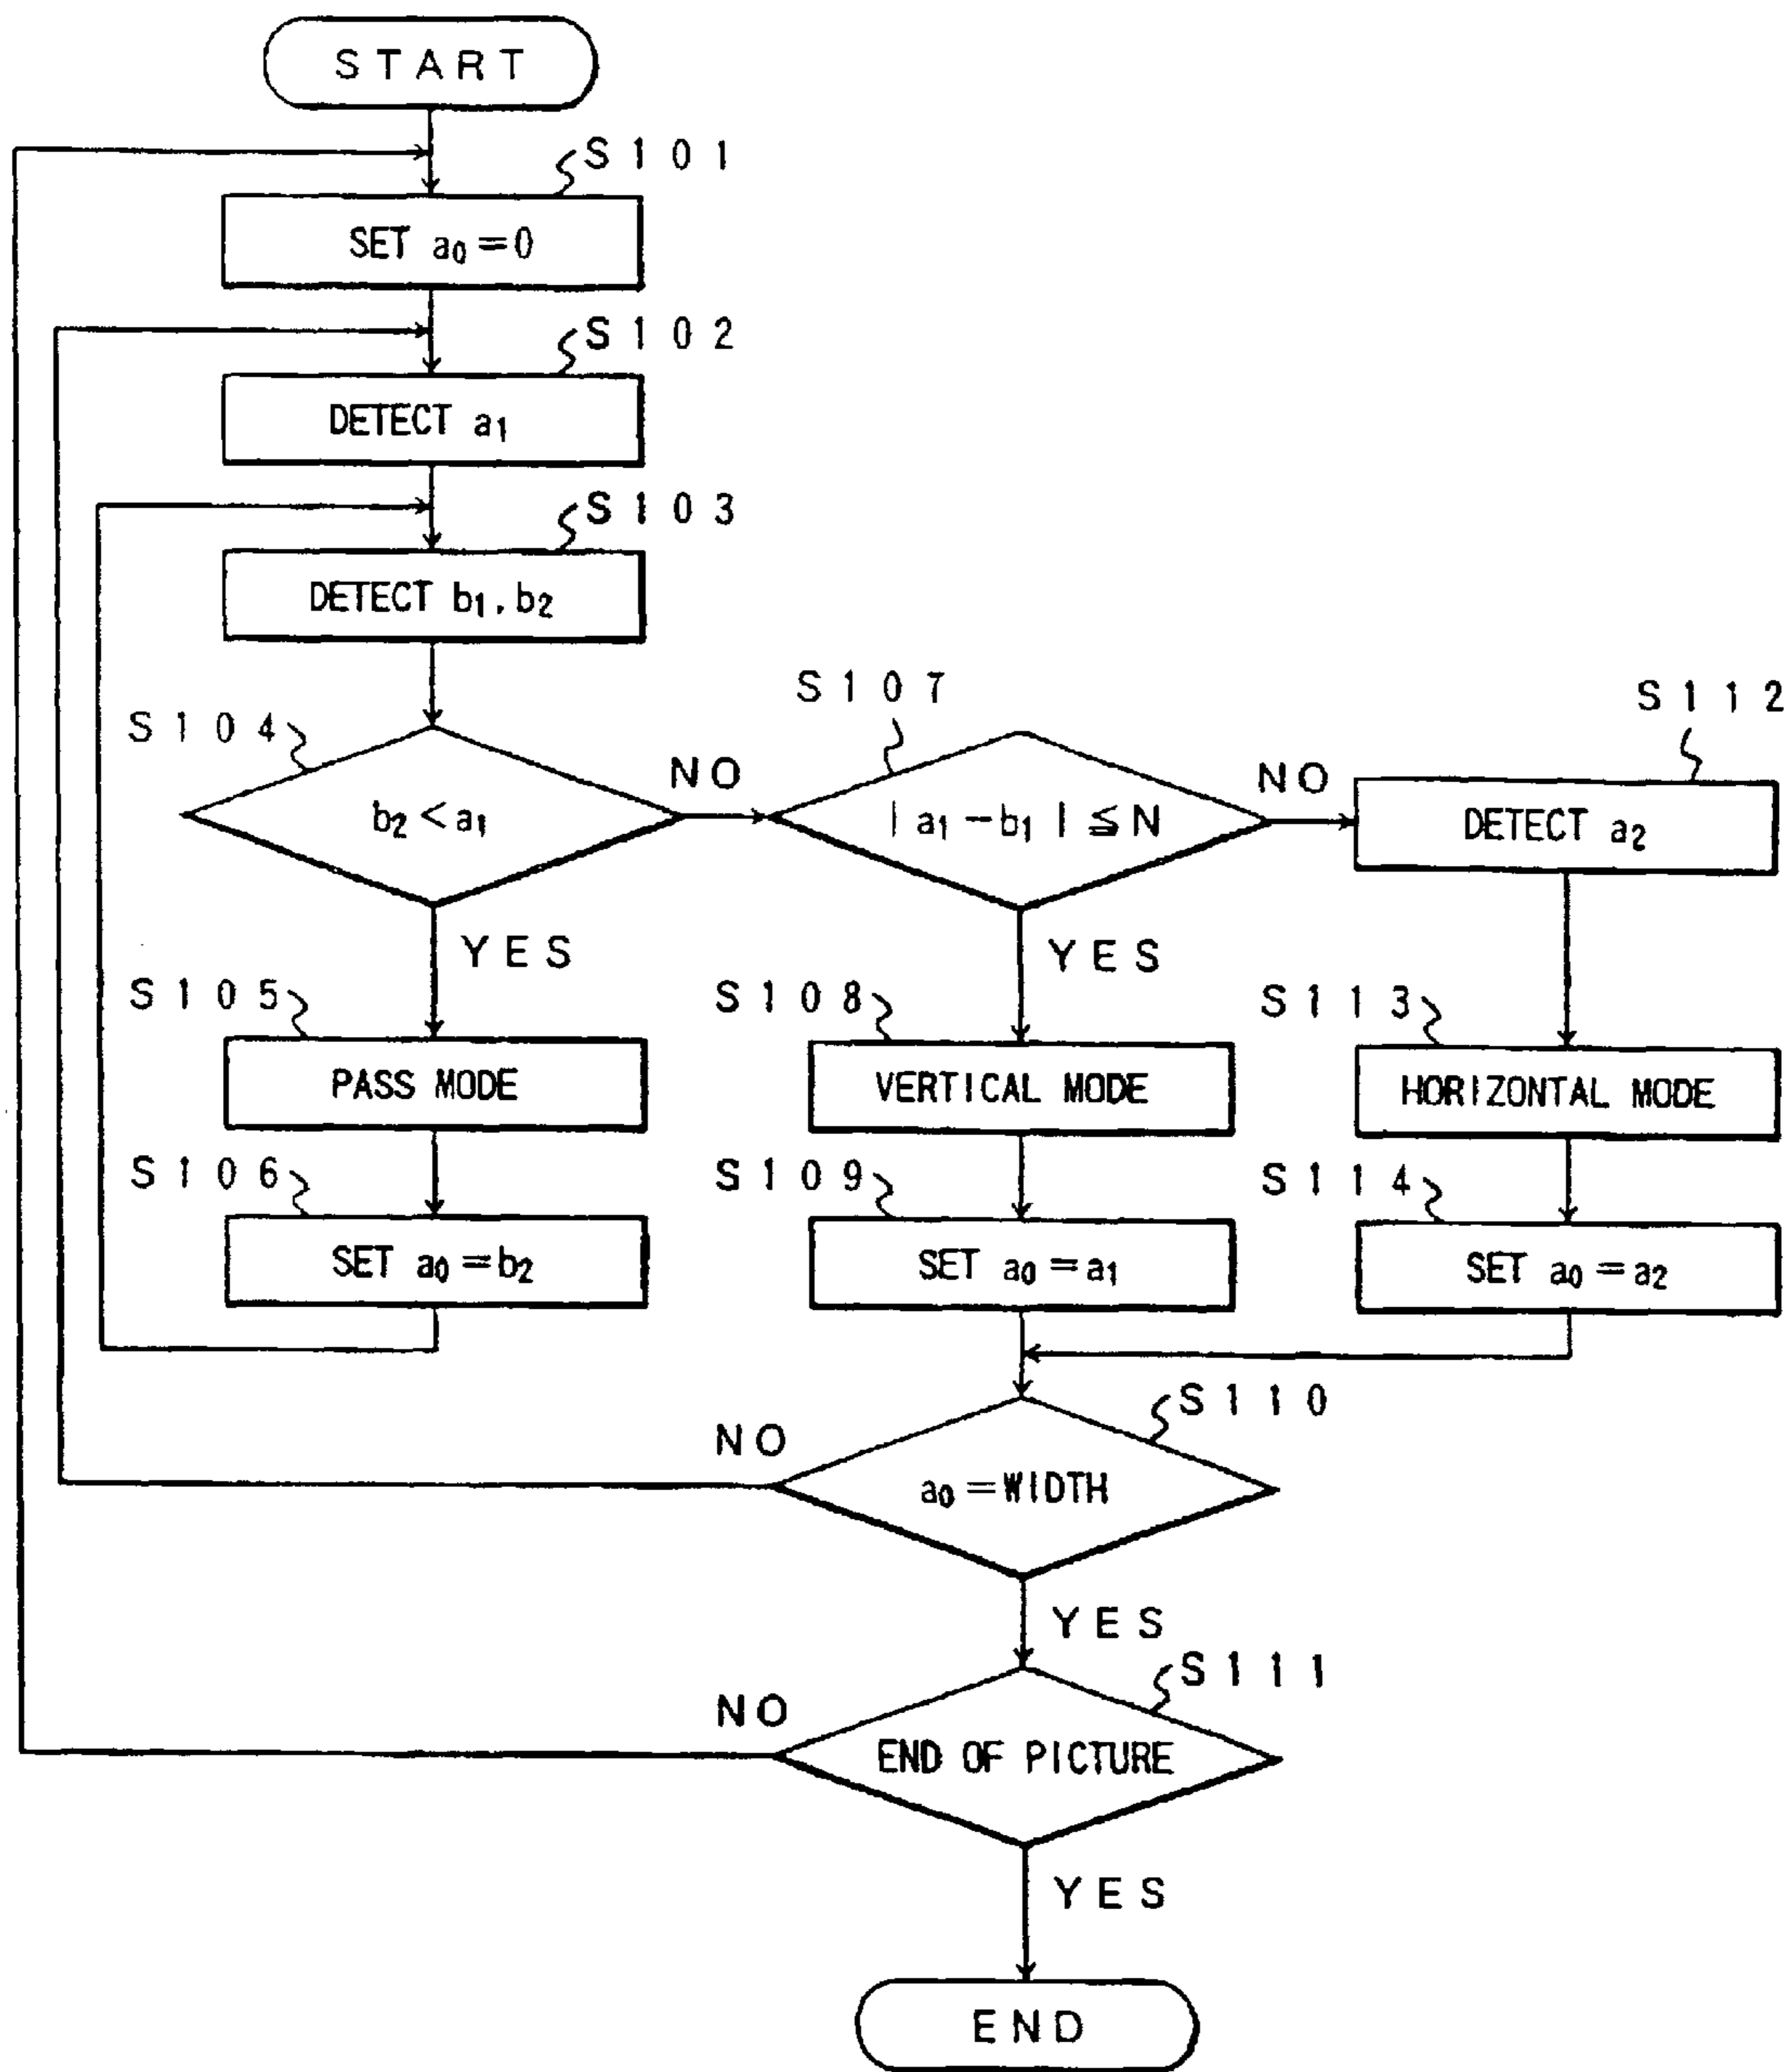 START
S101
SET a₀=0
S102
DETECT a₁
S103
DETECT b₁, b₂
S104
b₂<a₁
NO
YES
S107
|a₁-b₁|≦N
NO
YES
S112
DETECT a₂
S105
PASS MODE
S108
VERTICAL MODE
S113
HORIZONTAL MODE
S106
SET a₀=b₂
S109
SET a₀=a₁
S114
SET a₀=a₂
S110
NO
a₀=WIDTH
YES
S111
NO
END OF PICTURE
YES
END